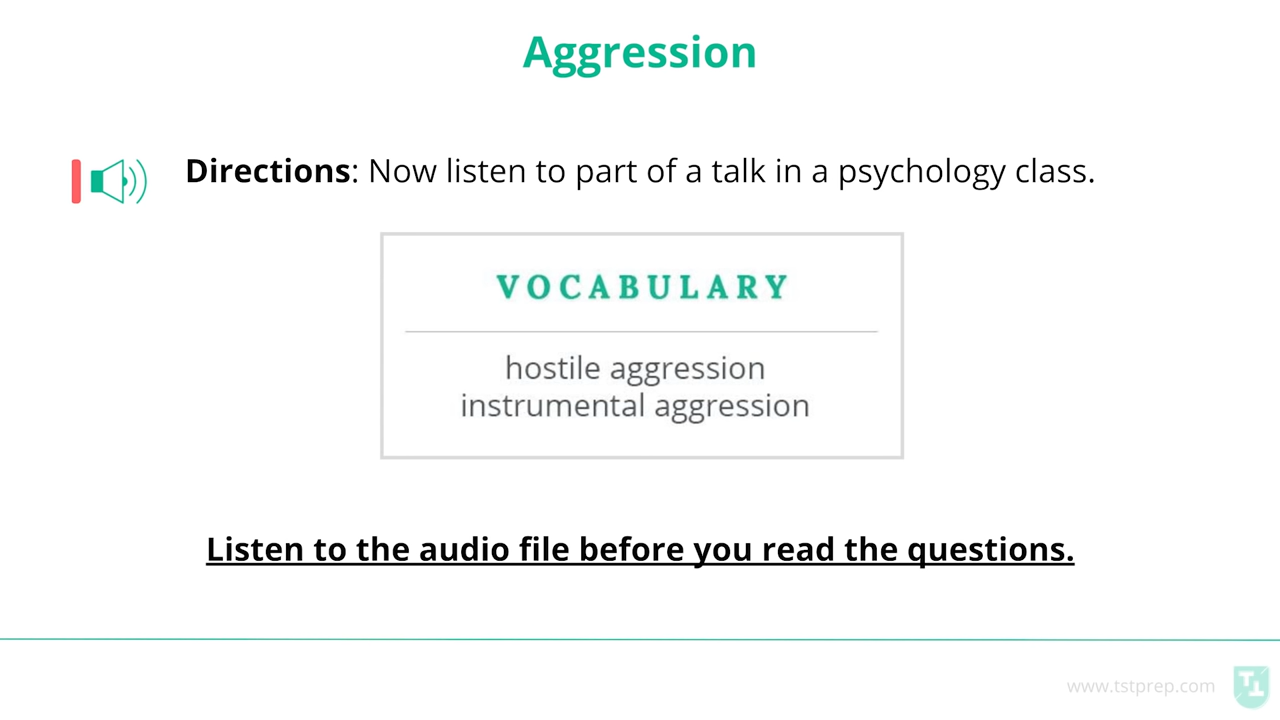 Aggression
Directions: Now listen to part of a talk in a psychology class.
VOCABULARY
hostile aggression
instrumental aggression
Listen to the audio file before you read the questions.
www.tstprep.com